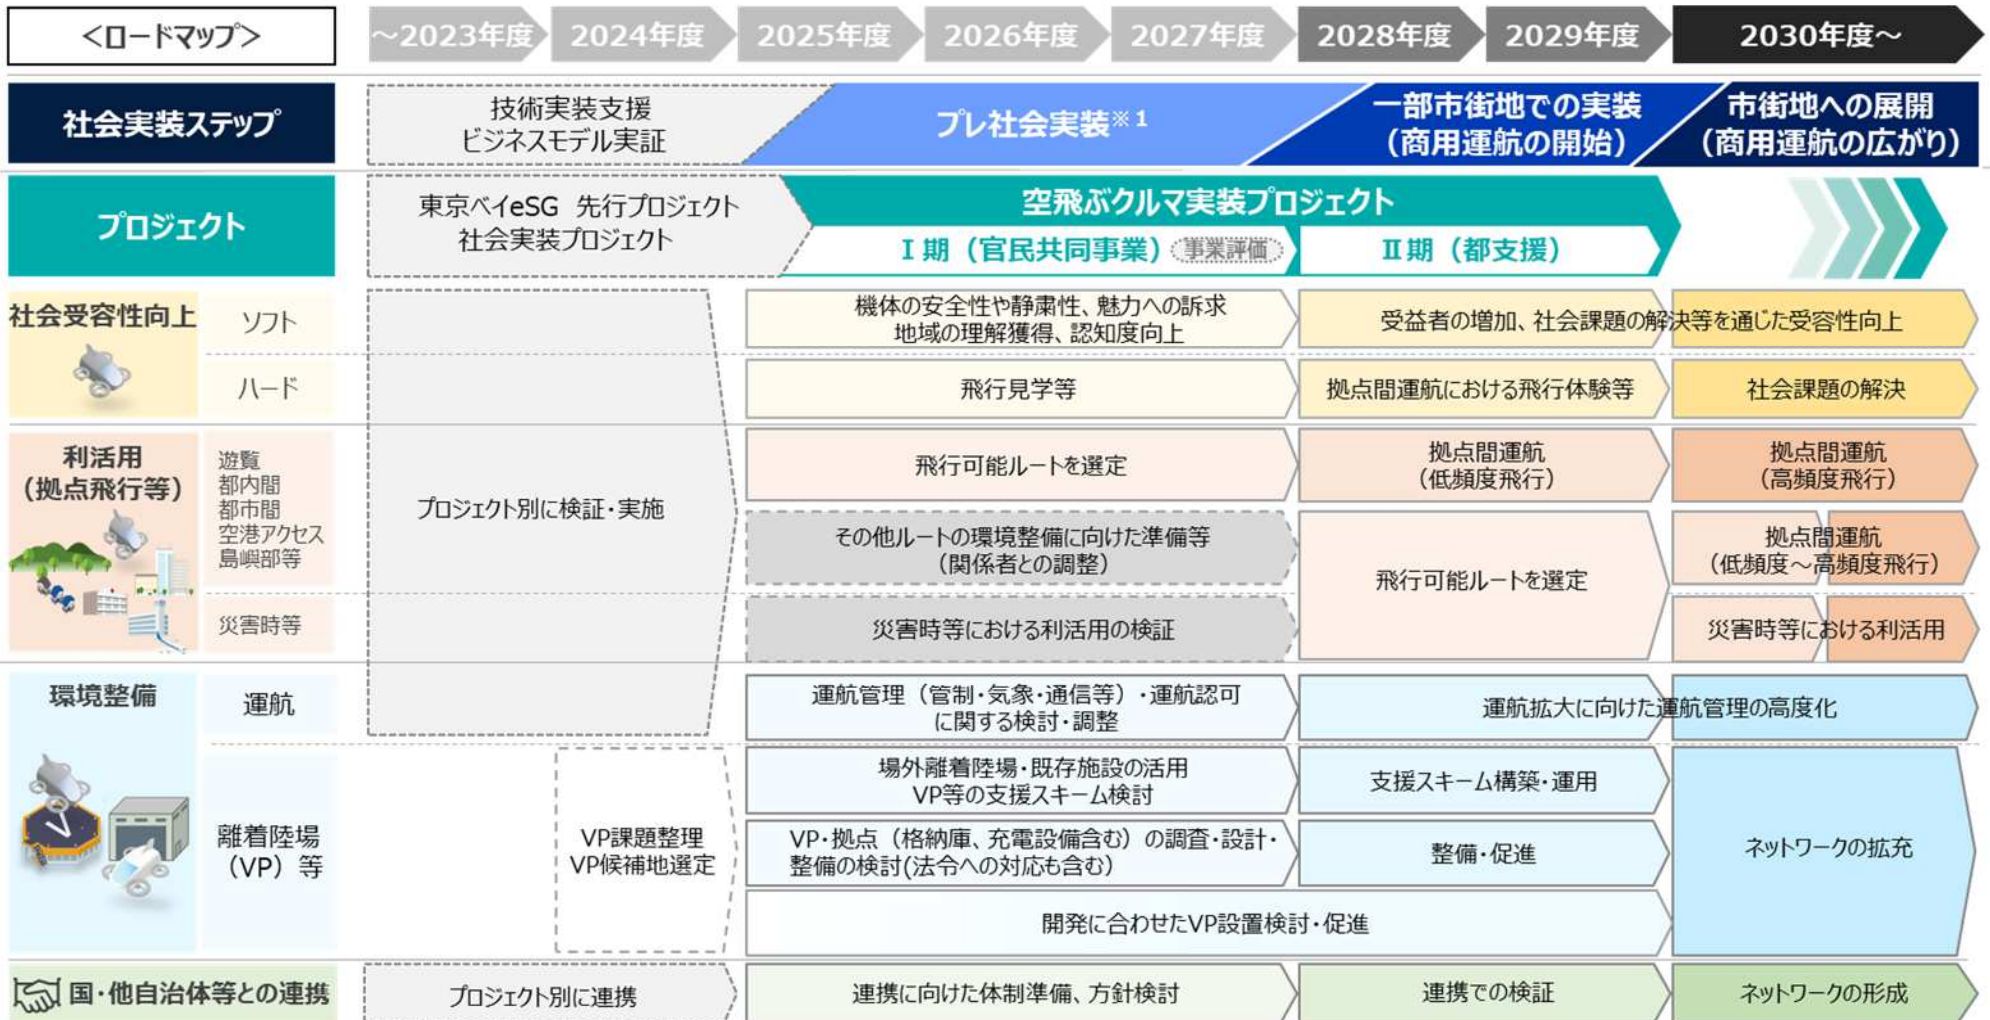 <ロードマップ>
～2023年度
2024年度
2025年度
2026年度
2027年度
2028年度
2029年度
2030年度～
社会実装ステップ
技術実装支援
ビジネスモデル実証
プレ社会実装※1
一部市街地での実装
（商用運航の開始）
市街地への展開
（商用運航の広がり）
プロジェクト
東京ベイeSG 先行プロジェクト
社会実装プロジェクト
空飛ぶクルマ実装プロジェクト
Ⅰ期（官民共同事業）
事業評価
Ⅱ期（都支援）
社会受容性向上
ソフト
機体の安全性や静粛性、魅力への訴求
地域の理解獲得、認知度向上
受益者の増加、社会課題の解決等を通じた受容性向上
ハード
飛行見学等
拠点間運航における飛行体験等
社会課題の解決
プロジェクト別に検証・実施
利活用
（拠点飛行等）
遊覧
都内間
都市間
空港アクセス
島嶼部等
飛行可能ルートを選定
拠点間運航
（低頻度飛行）
拠点間運航
（高頻度飛行）
その他ルートの環境整備に向けた準備等
（関係者との調整）
飛行可能ルートを選定
拠点間運航
（低頻度～高頻度飛行）
災害時等
災害時等における利活用の検証
災害時等における利活用
環境整備
運航
運航管理（管制・気象・通信等）・運航認可
に関する検討・調整
運航拡大に向けた運航管理の高度化
離着陸場
（VP）等
VP課題整理
VP候補地選定
場外離着陸場・既存施設の活用
VP等の支援スキーム検討
支援スキーム構築・運用
VP・拠点（格納庫、充電設備含む）の調査・設計・
整備の検討(法令への対応も含む）
整備・促進
ネットワークの拡充
開発に合わせたVP設置検討・促進
国・他自治体等との連携
プロジェクト別に連携
連携に向けた体制準備、方針検討
連携での検証
ネットワークの形成